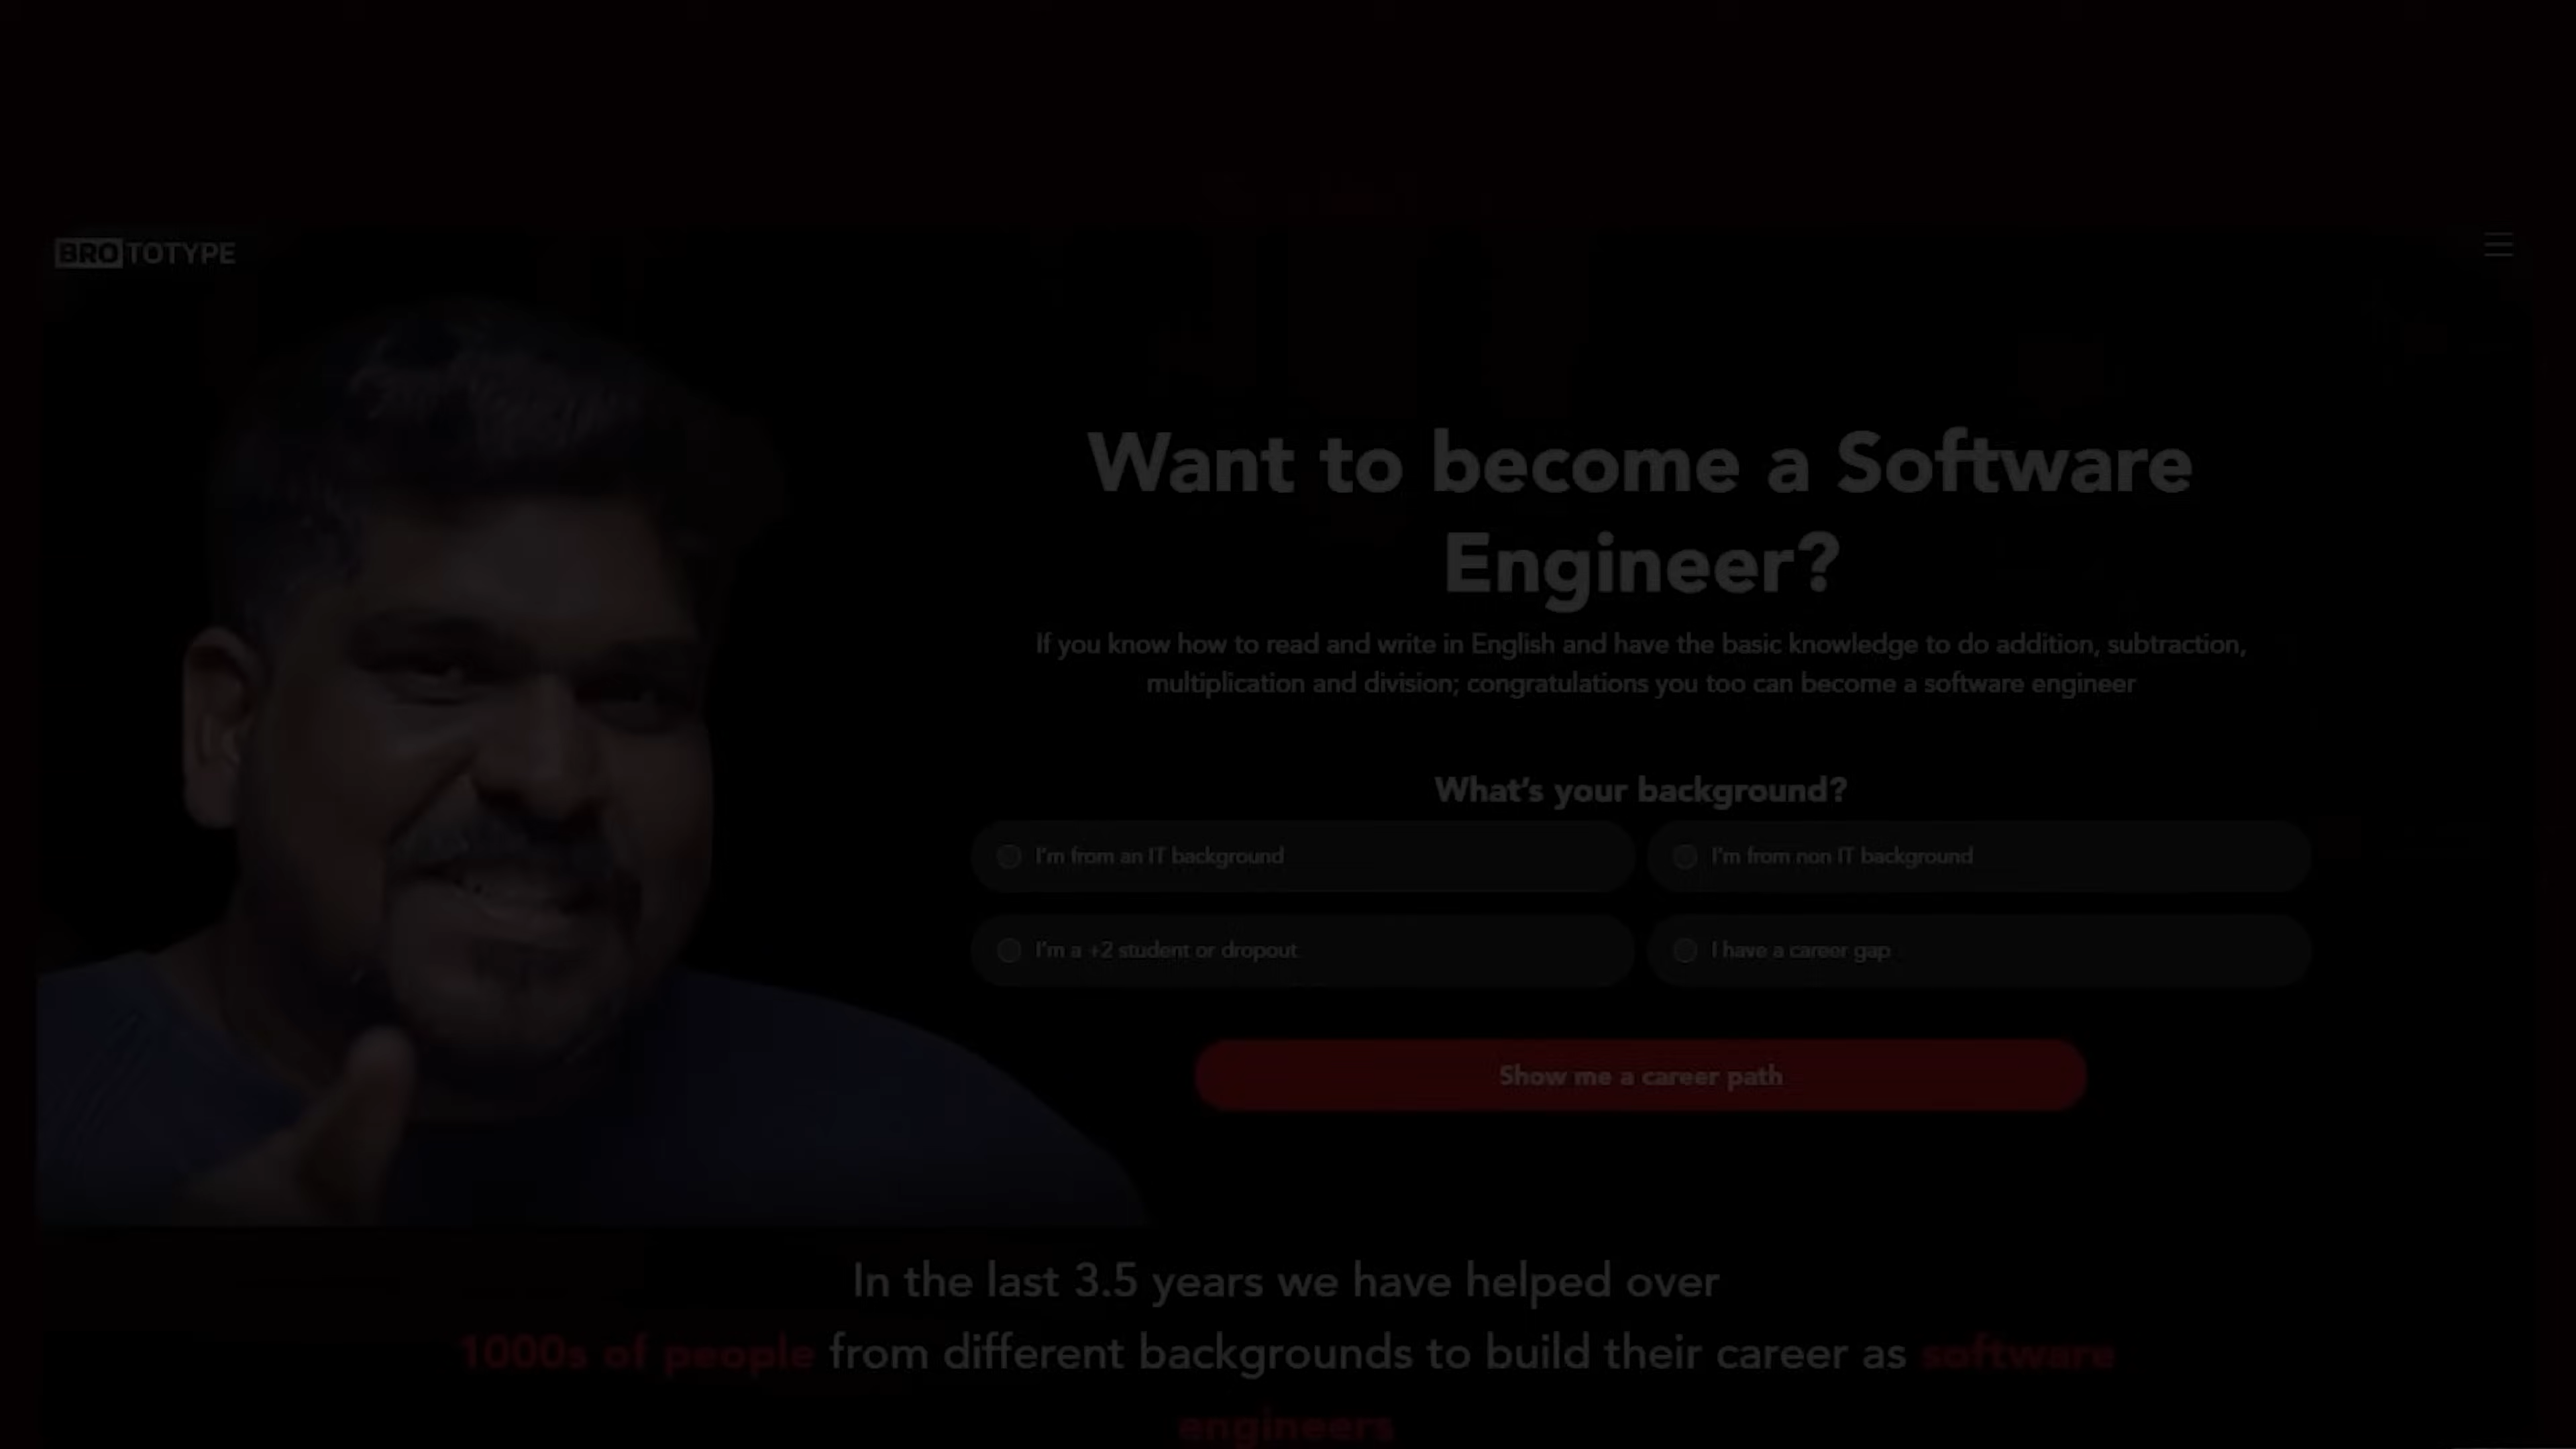 BROTOTYPE
Want to become a Software
Engineer?
If you know how to read and write in English and have the basic knowledge to do addition, subtraction,
multiplication and division; congratulations you too can become a software engineer
What's your background?
I'm from an IT background
I'm from non IT background
I'm a +2 student or dropout
I have a career gap
Show me a career path
In the last 3.5 years we have helped over
1000s of people from different backgrounds to build their career as software
engineers